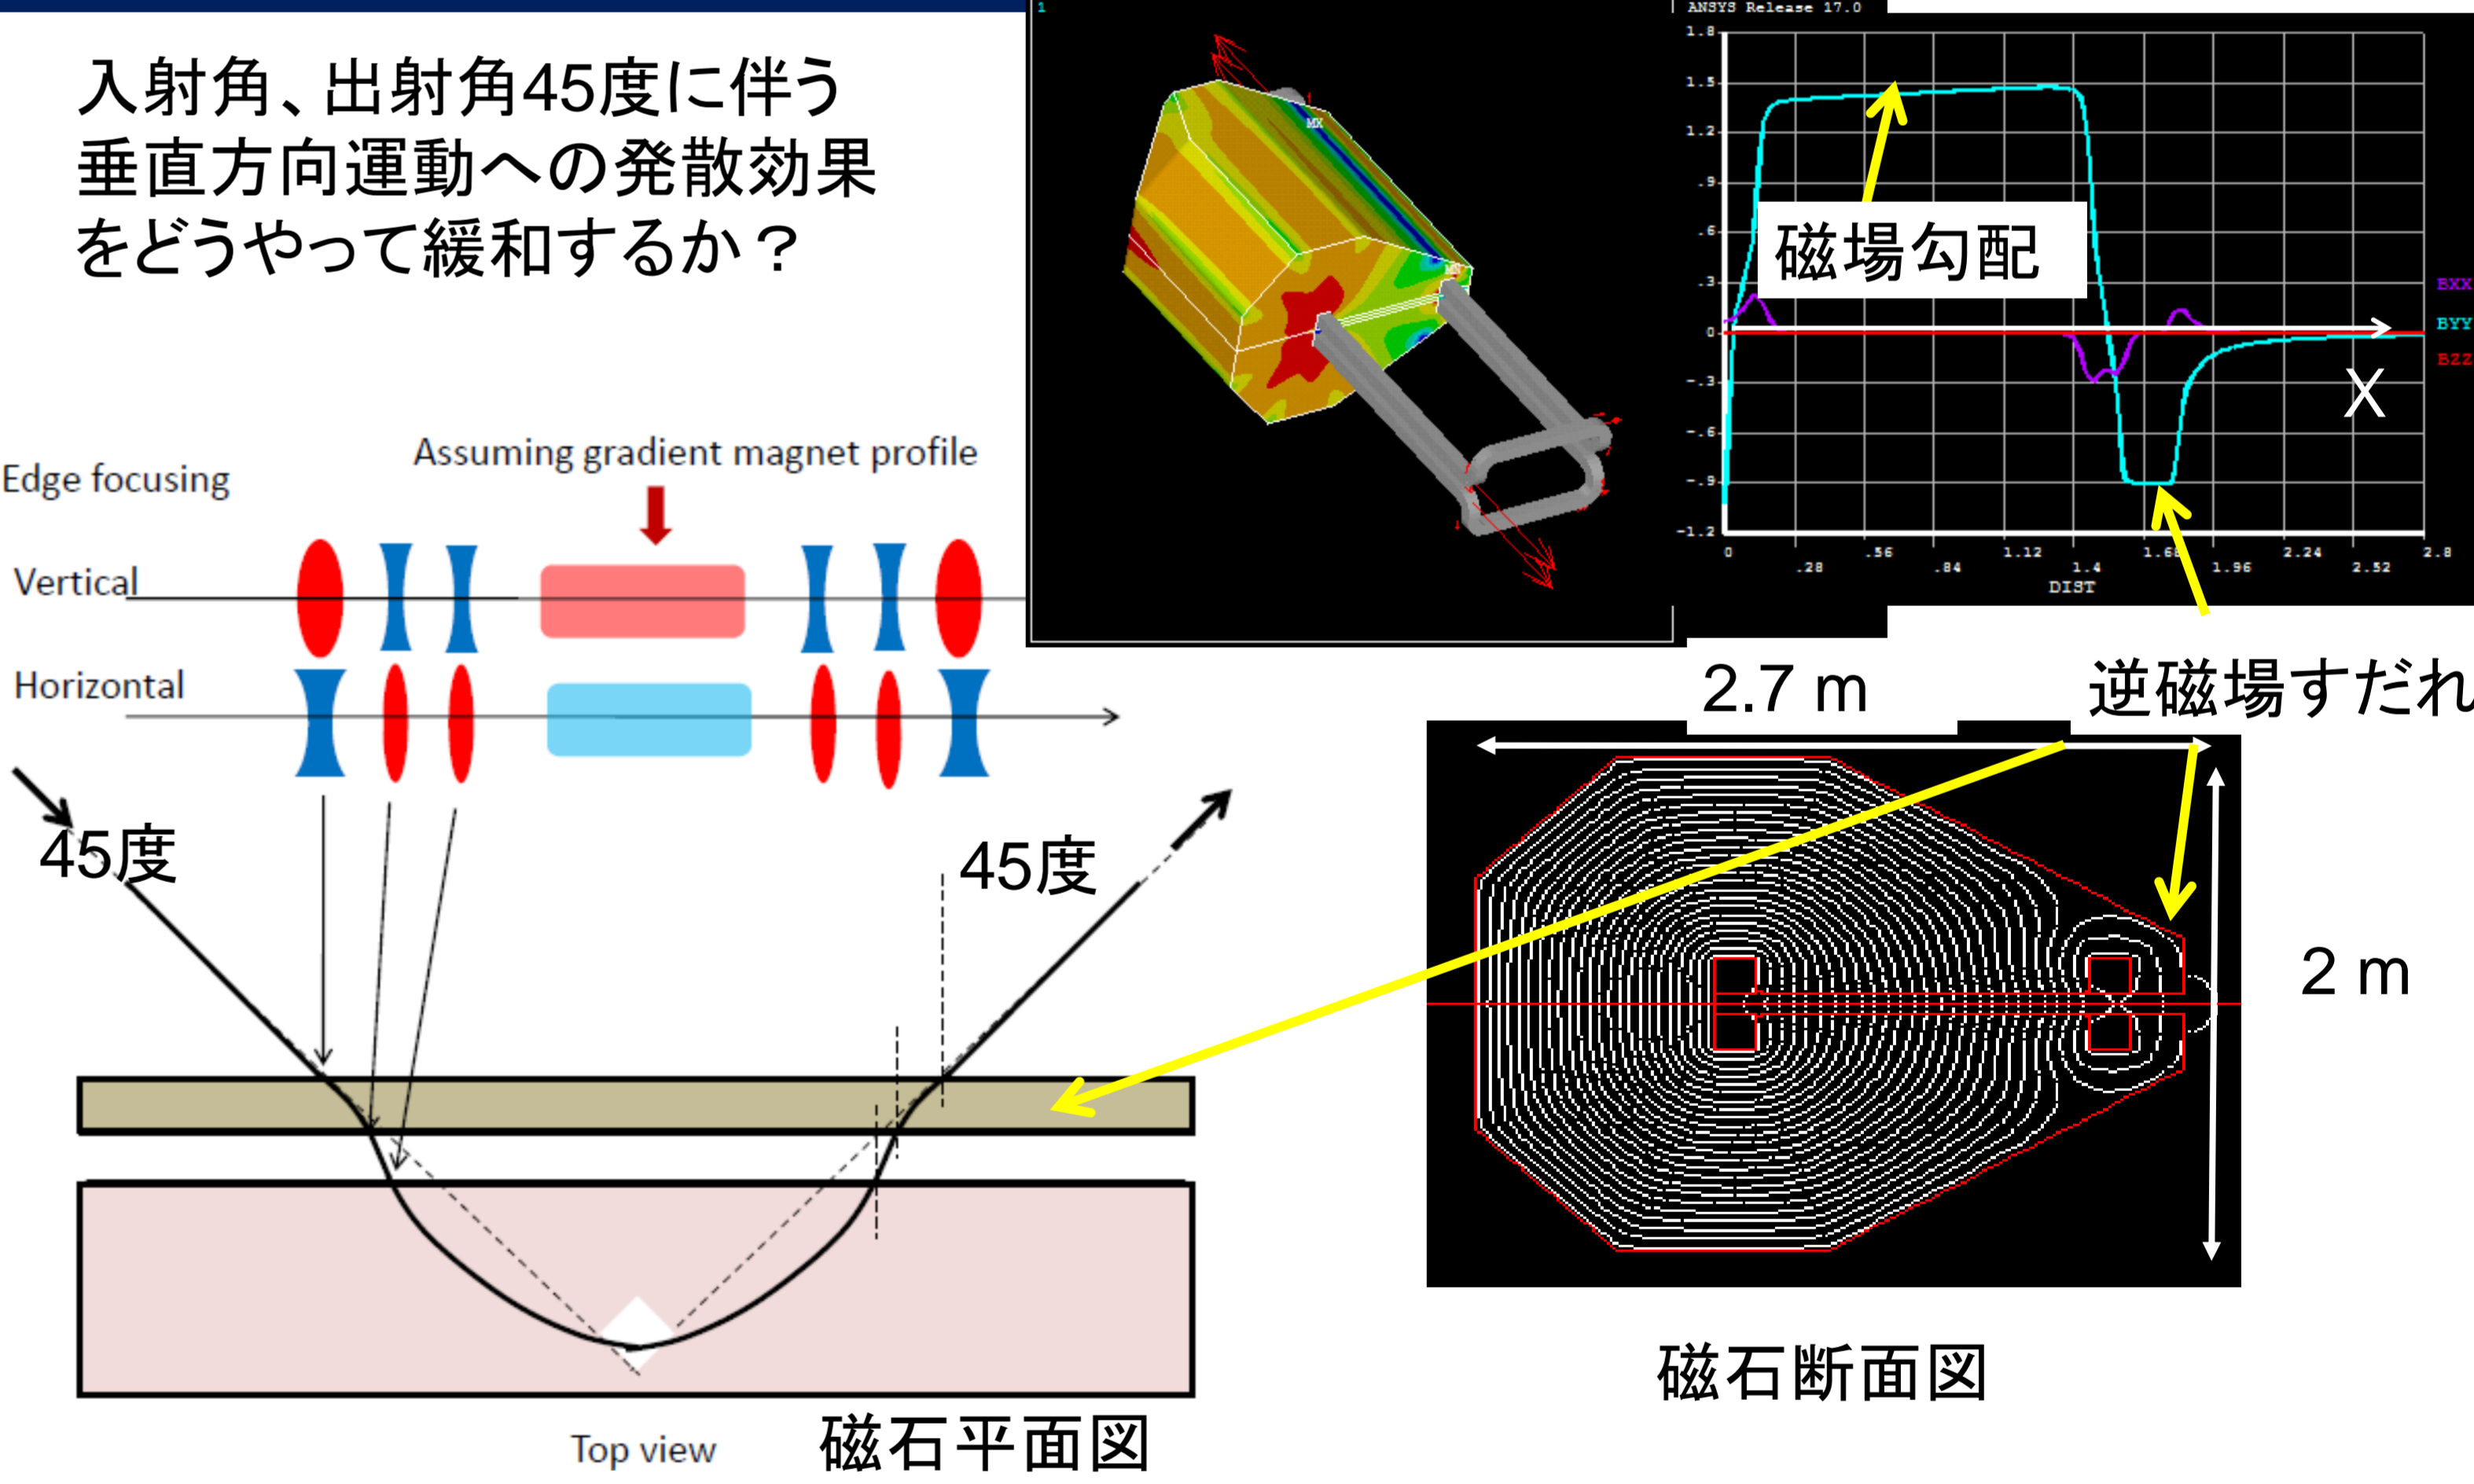 入射角、出射角45度に伴う
垂直方向運動への発散効果
をどうやって緩和するか？
1
MX
MN
ANSYS Release 17.0
1.8
1.5
1.2
.9
.6
.3
0
-.3
-.6
-.9
-1.2
0
.28
.56
.84
1.12
1.4
1.68
1.96
2.24
2.52
2.8
DIST
BXX
BYY
BZZ
磁場勾配
X
Edge focusing
Assuming gradient magnet profile
Vertical
Horizontal
45度
45度
Top view
磁石平面図
2.7 m
逆磁場すだれ
2 m
磁石断面図